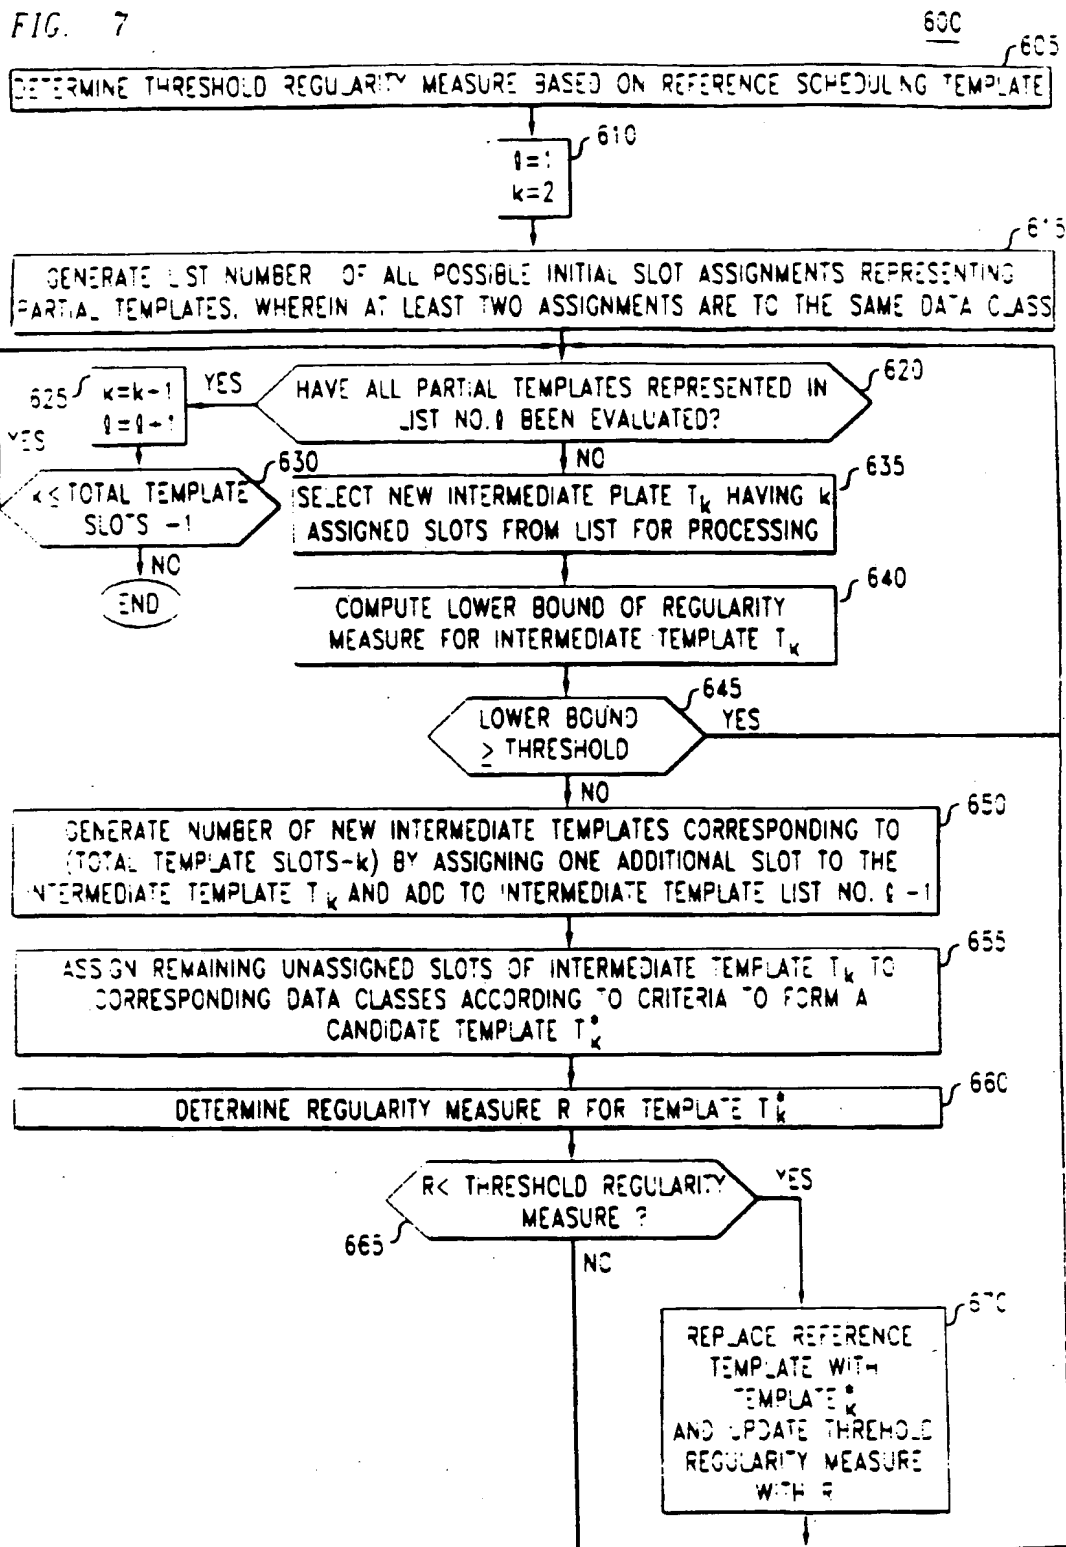 FIG. 7
600
605
DETERMINE THRESHOLD REGULARITY MEASURE BASED ON REFERENCE SCHEDULING TEMPLATE
610
ℓ=1
k=2
615
GENERATE LIST NUMBER OF ALL POSSIBLE INITIAL SLOT ASSIGNMENTS REPRESENTING
PARTIAL TEMPLATES, WHEREIN AT LEAST TWO ASSIGNMENTS ARE TO THE SAME DATA CLASS
620
HAVE ALL PARTIAL TEMPLATES REPRESENTED IN
LIST NO. ℓ BEEN EVALUATED?
YES
625
k=k+1
ℓ=ℓ+1
YES
630
k ≤ TOTAL TEMPLATE
SLOTS -1
NO
END
NO
635
SELECT NEW INTERMEDIATE PLATE Tk HAVING k
ASSIGNED SLOTS FROM LIST FOR PROCESSING
640
COMPUTE LOWER BOUND OF REGULARITY
MEASURE FOR INTERMEDIATE TEMPLATE Tk
645
LOWER BOUND
≥ THRESHOLD
YES
NO
650
GENERATE NUMBER OF NEW INTERMEDIATE TEMPLATES CORRESPONDING TO
(TOTAL TEMPLATE SLOTS-k) BY ASSIGNING ONE ADDITIONAL SLOT TO THE
INTERMEDIATE TEMPLATE Tk AND ADD TO INTERMEDIATE TEMPLATE LIST NO. ℓ +1
655
ASSIGN REMAINING UNASSIGNED SLOTS OF INTERMEDIATE TEMPLATE Tk TO
CORRESPONDING DATA CLASSES ACCORDING TO CRITERIA TO FORM A
CANDIDATE TEMPLATE T*k
660
DETERMINE REGULARITY MEASURE R FOR TEMPLATE T*k
R< THRESHOLD REGULARITY
MEASURE ?
YES
665
NO
670
REPLACE REFERENCE
TEMPLATE WITH
TEMPLATE*k
AND UPDATE THREHOLD
REGULARITY MEASURE
WITH R